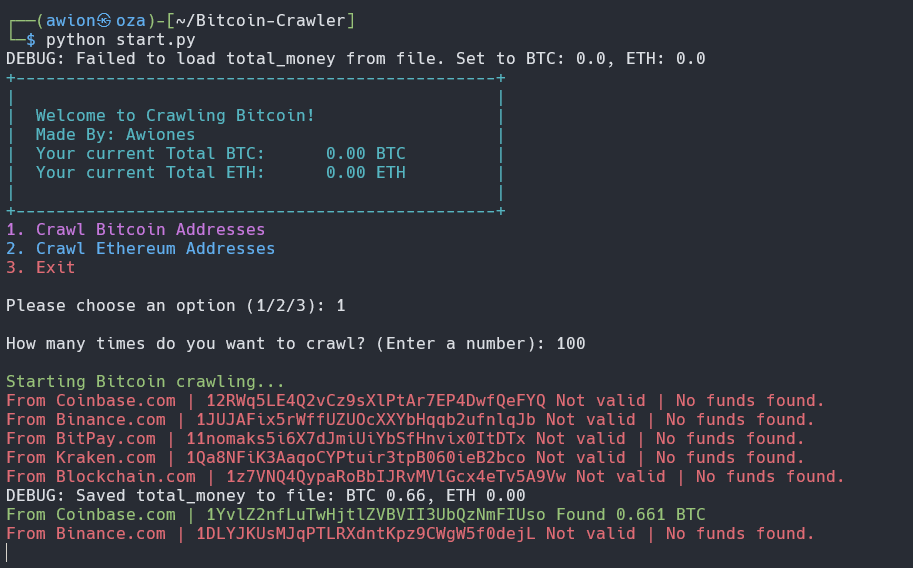 ┌──(awion㉿oza)-[~/Bitcoin-Crawler]
└─$ python start.py
DEBUG: Failed to load total_money from file. Set to BTC: 0.0, ETH: 0.0
+------------------------------------------------+
|                                                |
|  Welcome to Crawling Bitcoin!                  |
|  Made By: Awiones                              |
|  Your current Total BTC:      0.00 BTC         |
|  Your current Total ETH:      0.00 ETH         |
|                                                |
+------------------------------------------------+
1. Crawl Bitcoin Addresses
2. Crawl Ethereum Addresses
3. Exit
Please choose an option (1/2/3): 1
How many times do you want to crawl? (Enter a number): 100
Starting Bitcoin crawling...
From Coinbase.com | 12RWq5LE4Q2vCz9sXlPtAr7EP4DwfQeFYQ Not valid | No funds found.
From Binance.com | 1JUJAFix5rWffUZUOcXXYbHqqb2ufnlqJb Not valid | No funds found.
From BitPay.com | 11nomaks5i6X7dJmiUiYbSfHnvix0ItDTx Not valid | No funds found.
From Kraken.com | 1Qa8NFiK3AaqoCYPtuir3tpB060ieB2bco Not valid | No funds found.
From Blockchain.com | 1z7VNQ4QypaRoBbIJRvMVlGcx4eTv5A9Vw Not valid | No funds found.
DEBUG: Saved total_money to file: BTC 0.66, ETH 0.00
From Coinbase.com | 1YvlZ2nfLuTwHjtlZVBVII3UbQzNmFIUso Found 0.661 BTC
From Binance.com | 1DLYJKUsMJqPTLRXdntKpz9CWgW5f0dejL Not valid | No funds found.